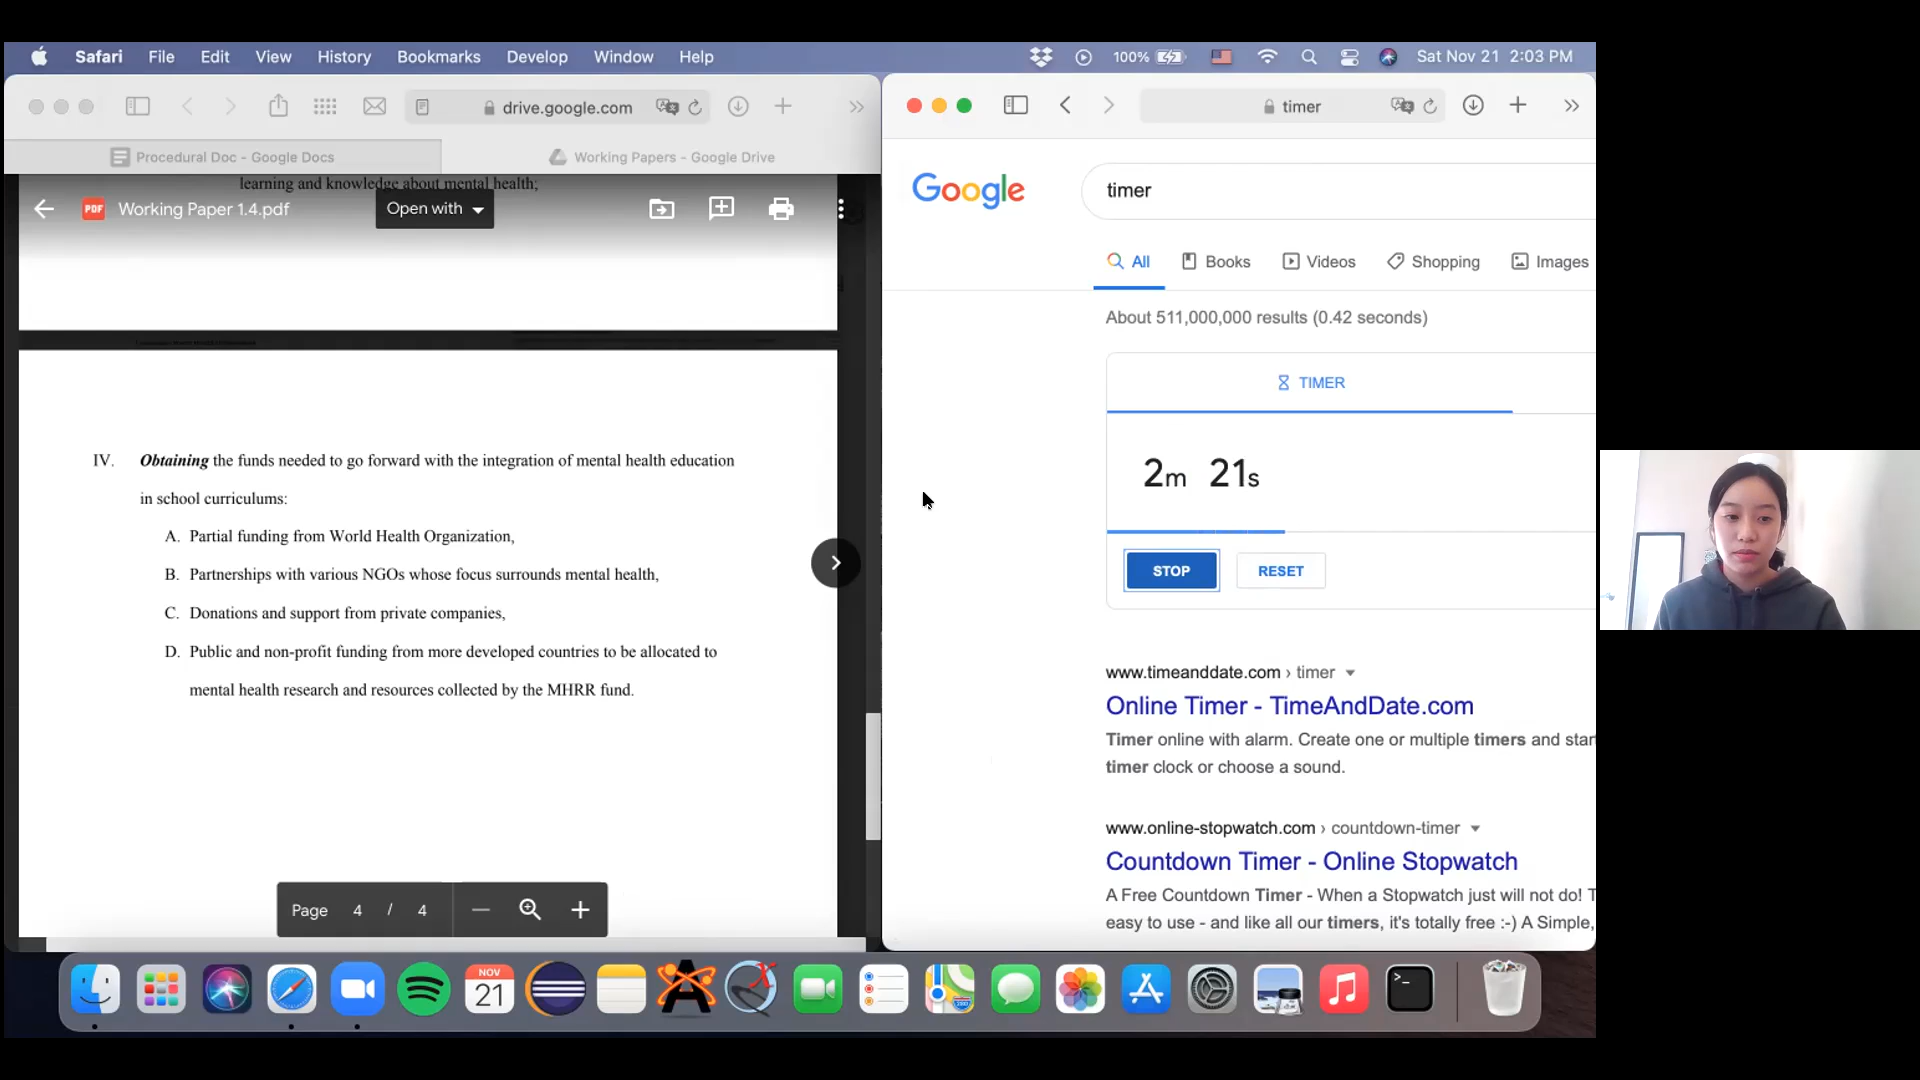 Safari File Edit View History Bookmarks Develop Window Help
100% Sat Nov 21 2:03 PM
drive.google.com
Procedural Doc - Google Docs
Working Papers - Google Drive
learning and knowledge about mental health;
PDF Working Paper 1.4.pdf
Open with
IV. Obtaining the funds needed to go forward with the integration of mental health education
in school curriculums:
A. Partial funding from World Health Organization,
B. Partnerships with various NGOs whose focus surrounds mental health,
C. Donations and support from private companies,
D. Public and non-profit funding from more developed countries to be allocated to
mental health research and resources collected by the MHRR fund.
Page 4 / 4
timer
Google
timer
All Books Videos Shopping Images
About 511,000,000 results (0.42 seconds)
TIMER
2m 21s
STOP RESET
www.timeanddate.com › timer
Online Timer - TimeAndDate.com
Timer online with alarm. Create one or multiple timers and star
timer clock or choose a sound.
www.online-stopwatch.com › countdown-timer
Countdown Timer - Online Stopwatch
A Free Countdown Timer - When a Stopwatch just will not do! T
easy to use - and like all our timers, it's totally free :-) A Simple,
NOV
21